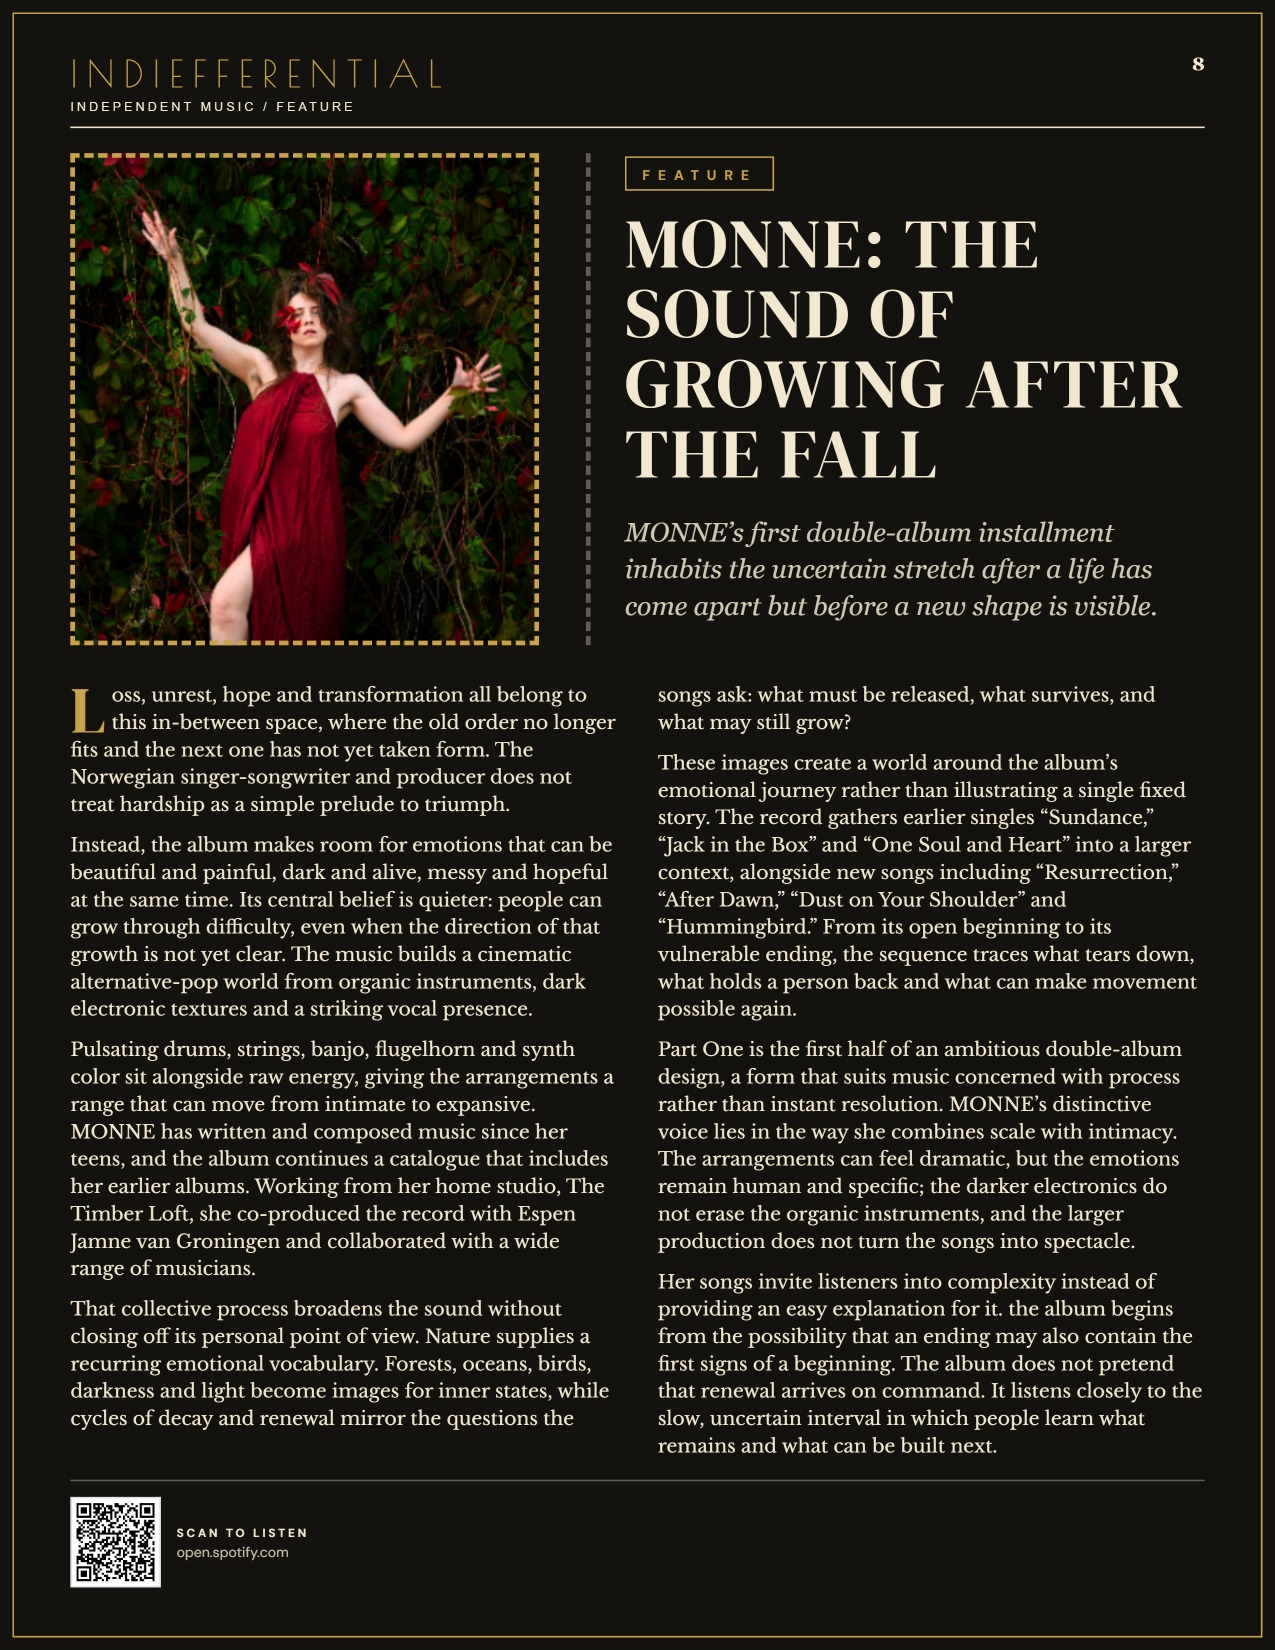 INDIEFFERENTIAL
INDEPENDENT MUSIC / FEATURE
8
FEATURE
MONNE: THE
SOUND OF
GROWING AFTER
THE FALL
MONNE’s first double-album installment
inhabits the uncertain stretch after a life has
come apart but before a new shape is visible.
Loss, unrest, hope and transformation all belong to
this in-between space, where the old order no longer
fits and the next one has not yet taken form. The
Norwegian singer-songwriter and producer does not
treat hardship as a simple prelude to triumph.
Instead, the album makes room for emotions that can be
beautiful and painful, dark and alive, messy and hopeful
at the same time. Its central belief is quieter: people can
grow through difficulty, even when the direction of that
growth is not yet clear. The music builds a cinematic
alternative-pop world from organic instruments, dark
electronic textures and a striking vocal presence.
Pulsating drums, strings, banjo, flugelhorn and synth
color sit alongside raw energy, giving the arrangements a
range that can move from intimate to expansive.
MONNE has written and composed music since her
teens, and the album continues a catalogue that includes
her earlier albums. Working from her home studio, The
Timber Loft, she co-produced the record with Espen
Jamne van Groningen and collaborated with a wide
range of musicians.
That collective process broadens the sound without
closing off its personal point of view. Nature supplies a
recurring emotional vocabulary. Forests, oceans, birds,
darkness and light become images for inner states, while
cycles of decay and renewal mirror the questions the
songs ask: what must be released, what survives, and
what may still grow?
These images create a world around the album’s
emotional journey rather than illustrating a single fixed
story. The record gathers earlier singles “Sundance,”
“Jack in the Box” and “One Soul and Heart” into a larger
context, alongside new songs including “Resurrection,”
“After Dawn,” “Dust on Your Shoulder” and
“Hummingbird.” From its open beginning to its
vulnerable ending, the sequence traces what tears down,
what holds a person back and what can make movement
possible again.
Part One is the first half of an ambitious double-album
design, a form that suits music concerned with process
rather than instant resolution. MONNE’s distinctive
voice lies in the way she combines scale with intimacy.
The arrangements can feel dramatic, but the emotions
remain human and specific; the darker electronics do
not erase the organic instruments, and the larger
production does not turn the songs into spectacle.
Her songs invite listeners into complexity instead of
providing an easy explanation for it. the album begins
from the possibility that an ending may also contain the
first signs of a beginning. The album does not pretend
that renewal arrives on command. It listens closely to the
slow, uncertain interval in which people learn what
remains and what can be built next.
SCAN TO LISTEN
open.spotify.com